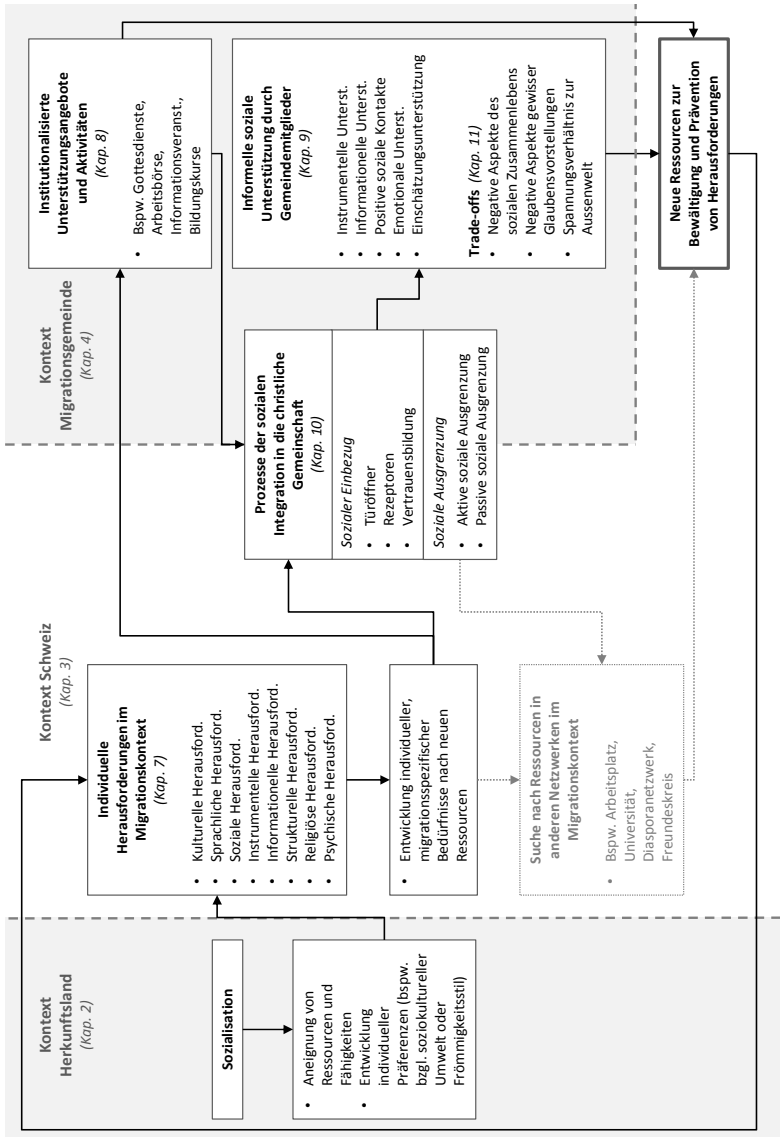 Kontext
Herkunftsland
(Kap. 2)
Sozialisation
• Aneignung von
Ressourcen und
Fähigkeiten
• Entwicklung
individueller
Präferenzen (bspw.
bzgl. soziokultureller
Umwelt oder
Frömmigkeitsstil)
Kontext Schweiz
(Kap. 3)
Individuelle
Herausforderungen im
Migrationskontext
(Kap. 7)
• Kulturelle Herausford.
• Sprachliche Herausford.
• Soziale Herausford.
• Instrumentelle Herausford.
• Informationelle Herausford.
• Strukturelle Herausford.
• Religiöse Herausford.
• Psychische Herausford.
• Entwicklung individueller,
migrationsspezifischer
Bedürfnisse nach neuen
Ressourcen
Suche nach Ressourcen in
anderen Netzwerken im
Migrationskontext
• Bspw. Arbeitsplatz,
Universität,
Diasporanetzwerk,
Freundeskreis
Kontext
Migrationsgemeinde
(Kap. 4)
Prozesse der sozialen
Integration in die christliche
Gemeinschaft
(Kap. 10)
Sozialer Einbezug
• Türöffner
• Rezeptoren
• Vertrauensbildung
Soziale Ausgrenzung
• Aktive soziale Ausgrenzung
• Passive soziale Ausgrenzung
Institutionalisierte
Unterstützungsangebote
und Aktivitäten
(Kap. 8)
• Bspw. Gottesdienste,
Arbeitsbörse,
Informationsveranst.,
Bildungskurse
Informelle soziale
Unterstützung durch
Gemeindemitglieder
(Kap. 9)
• Instrumentelle Unterst.
• Informationelle Unterst.
• Positive soziale Kontakte
• Emotionale Unterst.
• Einschätzungsunterstützung
Trade-offs (Kap. 11)
• Negative Aspekte des
sozialen Zusammenlebens
• Negative Aspekte gewisser
Glaubensvorstellungen
• Spannungsverhältnis zur
Aussenwelt
Neue Ressourcen zur
Bewältigung und Prävention
von Herausforderungen